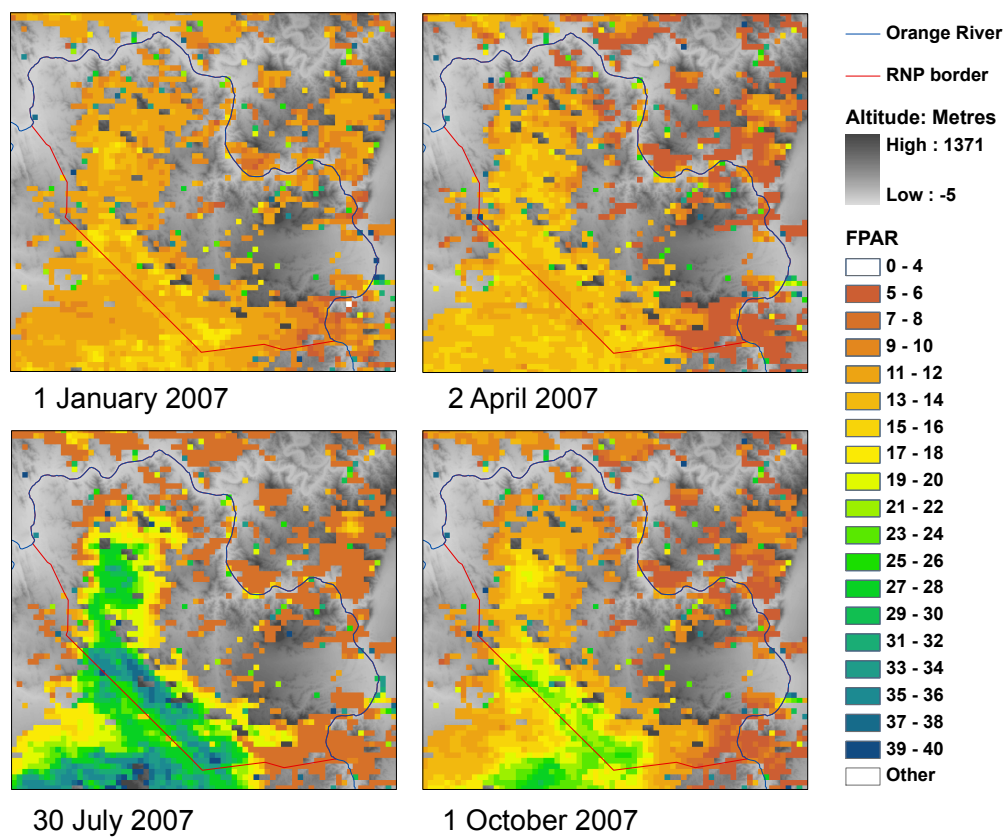 1 January 2007
2 April 2007
30 July 2007
1 October 2007
Orange River
RNP border
Altitude: Metres
High : 1371
Low : -5
FPAR
0 - 4
5 - 6
7 - 8
9 - 10
11 - 12
13 - 14
15 - 16
17 - 18
19 - 20
21 - 22
23 - 24
25 - 26
27 - 28
29 - 30
31 - 32
33 - 34
35 - 36
37 - 38
39 - 40
Other